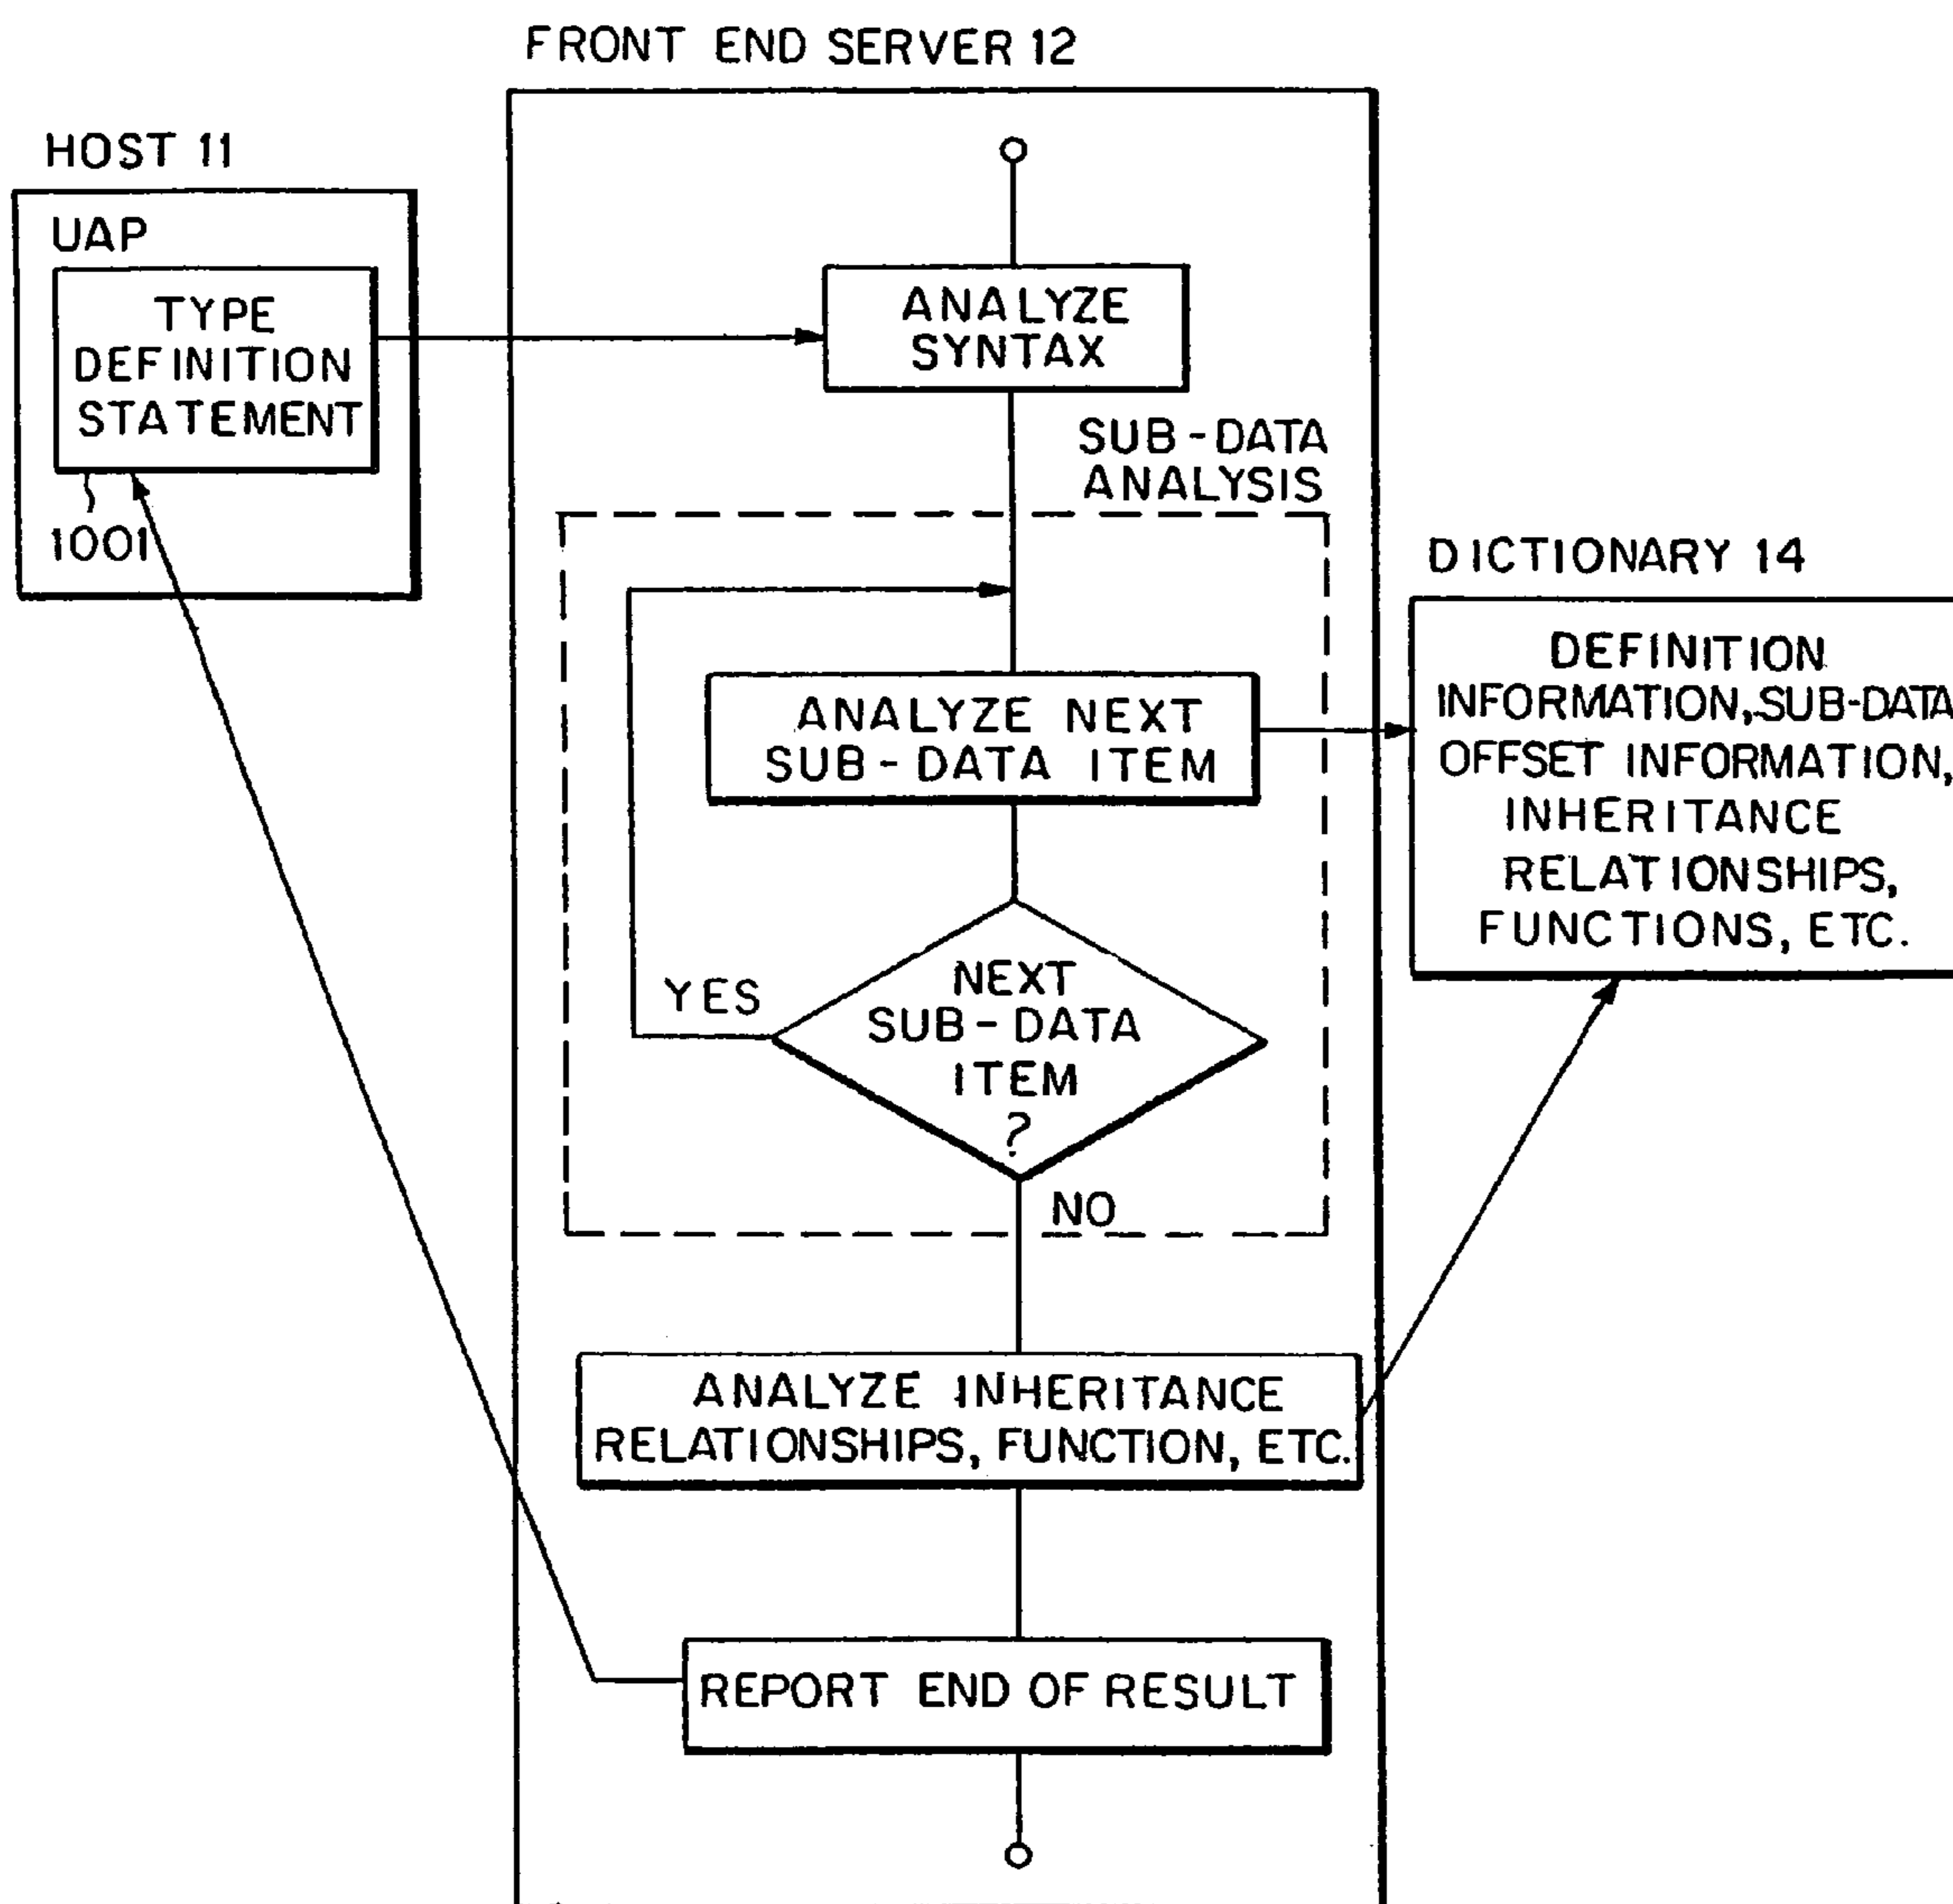 FRONT END SERVER 12
HOST 11
UAP
TYPE
DEFINITION
STATEMENT
1001
ANALYZE
SYNTAX
SUB-DATA
ANALYSIS
ANALYZE NEXT
SUB-DATA ITEM
NEXT
SUB-DATA
ITEM
?
YES
NO
DICTIONARY 14
DEFINITION
INFORMATION, SUB-DATA
OFFSET INFORMATION,
INHERITANCE
RELATIONSHIPS,
FUNCTIONS, ETC.
ANALYZE INHERITANCE
RELATIONSHIPS, FUNCTION, ETC.
REPORT END OF RESULT